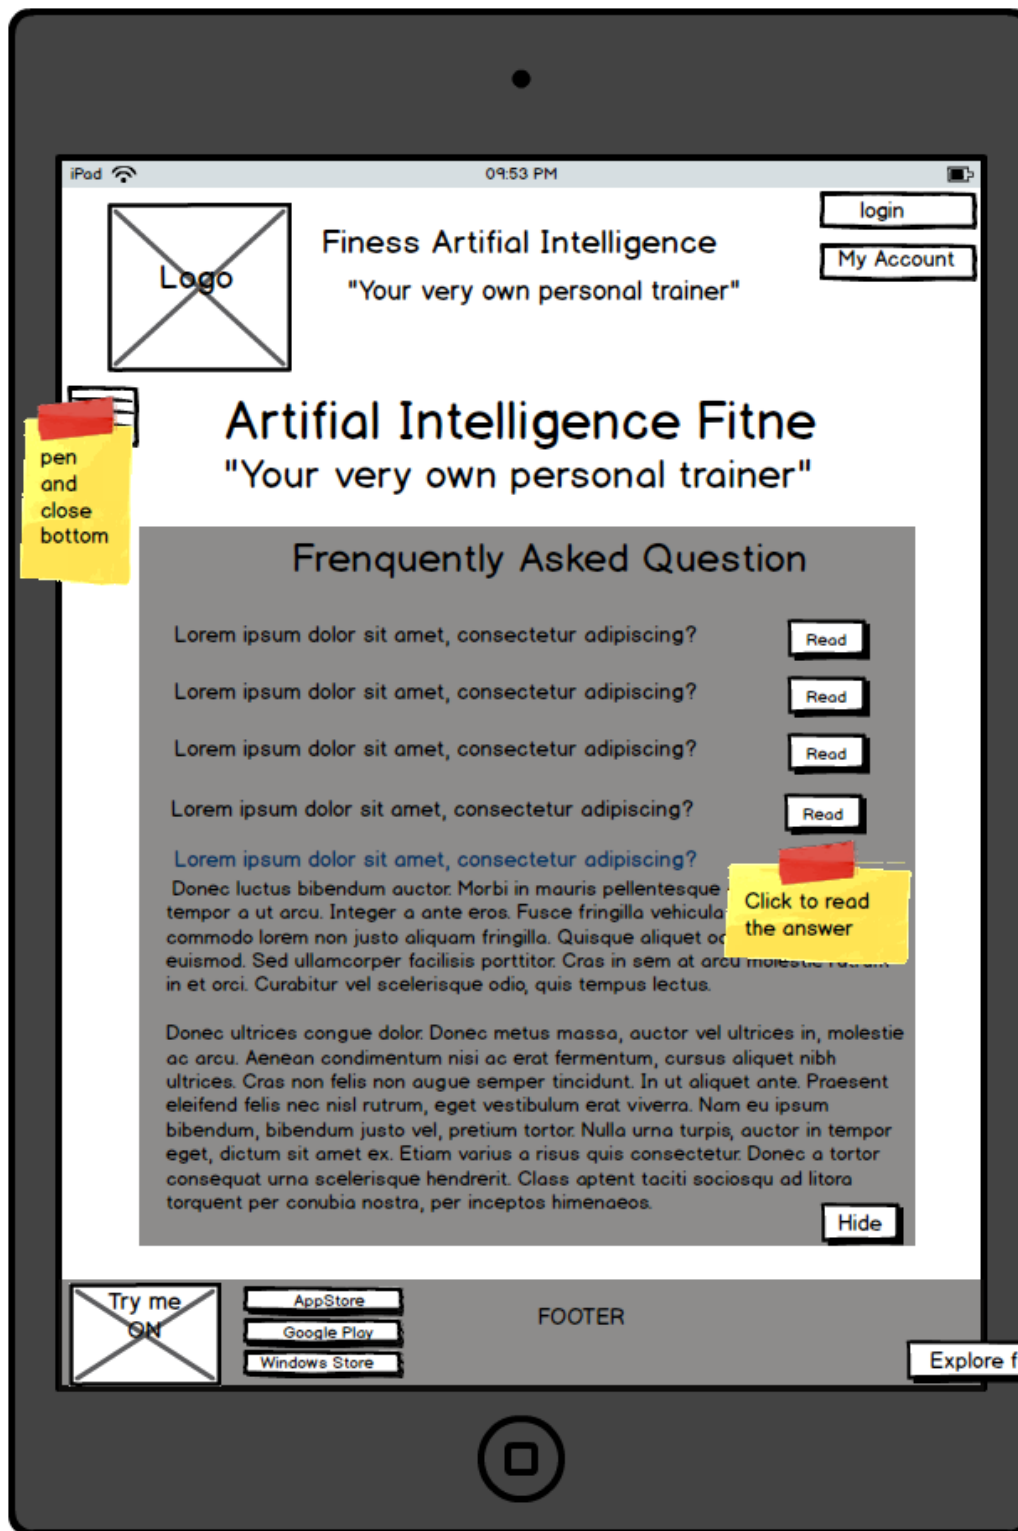 iPad
09:53 PM
login
My Account
Logo
Finess Artifial Intelligence
"Your very own personal trainer"
Artifial Intelligence Fitne
"Your very own personal trainer"
pen
and
close
bottom
Frenquently Asked Question
Lorem ipsum dolor sit amet, consectetur adipiscing?
Read
Lorem ipsum dolor sit amet, consectetur adipiscing?
Read
Lorem ipsum dolor sit amet, consectetur adipiscing?
Read
Lorem ipsum dolor sit amet, consectetur adipiscing?
Read
Lorem ipsum dolor sit amet, consectetur adipiscing?
Click to read
the answer
Donec luctus bibendum auctor. Morbi in mauris pellentesque
tempor a ut arcu. Integer a ante eros. Fusce fringilla vehicula
commodo lorem non justo aliquam fringilla. Quisque aliquet
euismod. Sed ullamcorper facilisis porttitor. Cras in sem at arcu molestie
in et orci. Curabitur vel scelerisque odio, quis tempus lectus.
Donec ultrices congue dolor. Donec metus massa, auctor vel ultrices in, molestie
ac arcu. Aenean condimentum nisi ac erat fermentum, cursus aliquet nibh
ultrices. Cras non felis non augue semper tincidunt. In ut aliquet ante. Praesent
eleifend felis nec nisl rutrum, eget vestibulum erat viverra. Nam eu ipsum
bibendum, bibendum justo vel, pretium tortor. Nulla urna turpis, auctor in tempor
eget, dictum sit amet ex. Etiam varius a risus quis consectetur. Donec a tortor
consequat urna scelerisque hendrerit. Class aptent taciti sociosqu ad litora
torquent per conubia nostra, per inceptos himenaeos.
Hide
Try me
ON
AppStore
Google Play
Windows Store
FOOTER
Explore f